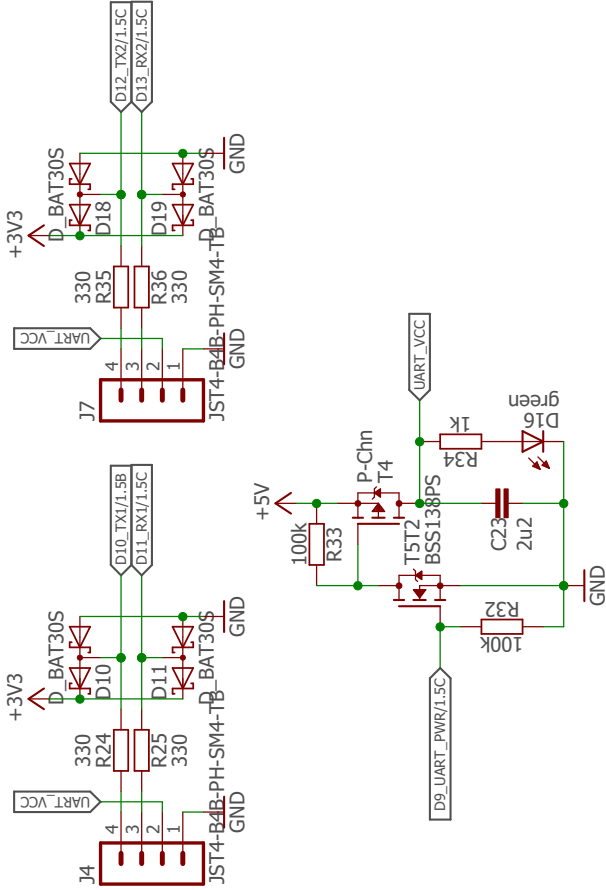 D12_TX2/1.5C
D13_RX2/1.5C
GND
D_BAT30S
D18
D19
D_BAT30S
+3V3
330
R35
R36
330
UART_VCC
4
3
2
1
GND
J7
JST4-B4B-PH-SM4-TB
D10_TX1/1.5B
D11_RX1/1.5C
GND
D_BAT30S
D10
D11
D_BAT30S
+3V3
330
R24
R25
330
UART_VCC
4
3
2
1
GND
J4
JST4-B4B-PH-SM4-TB
UART_VCC
+5V
P-Chn
T4
100k
R33
T5T2
BSS138PS
1k
R34
D16
green
C23
2u2
R32
100k
GND
D9_UART_PWR/1.5C